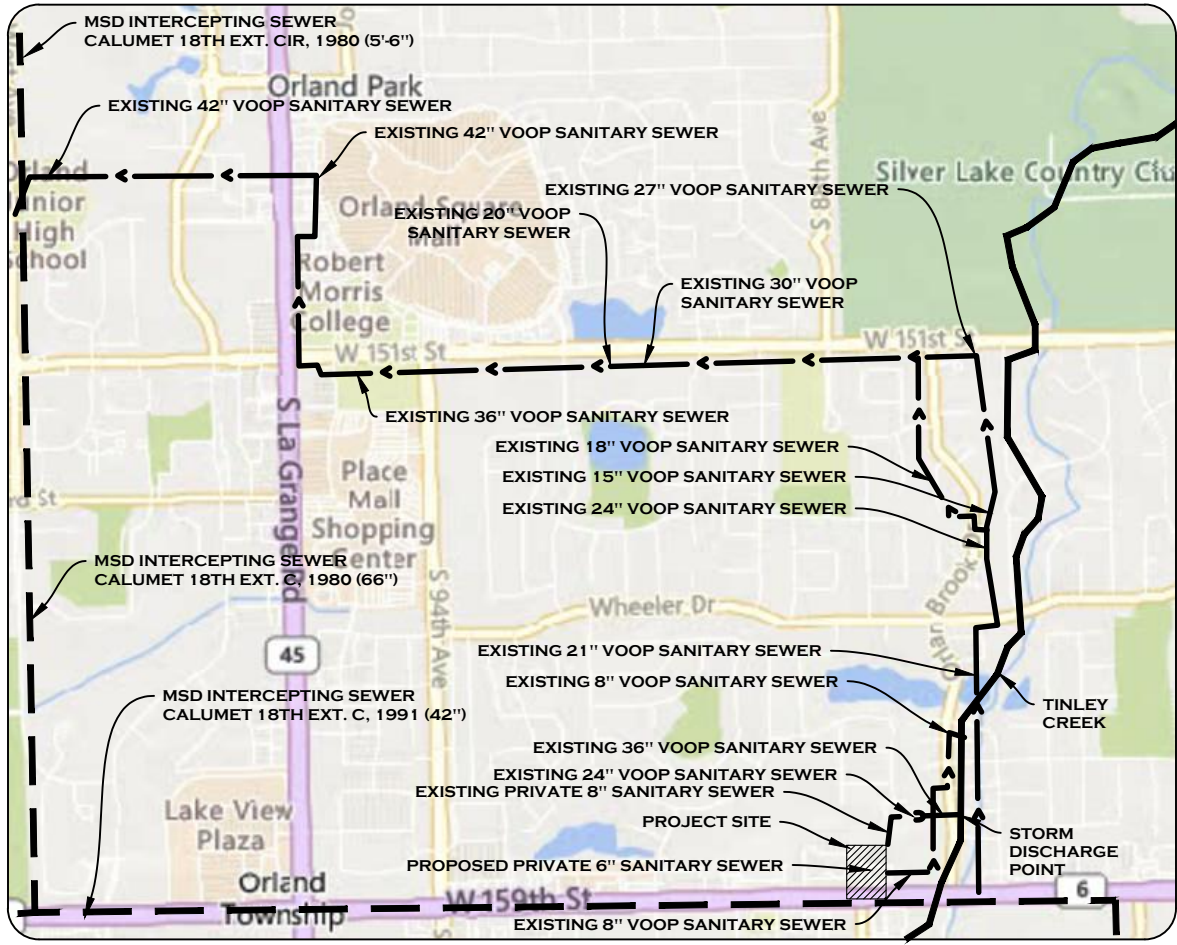 MSD INTERCEPTING SEWER
CALUMET 18TH EXT. CIR, 1980 (5'-6")
Orland Park
EXISTING 42" VOOP SANITARY SEWER
EXISTING 42" VOOP SANITARY SEWER
S 88th Ave
Silver Lake Country Clu
Orland
Junior
High
School
EXISTING 27" VOOP SANITARY SEWER
Orland Square
Mall
EXISTING 20" VOOP
SANITARY SEWER
Robert
Morris
College
EXISTING 30" VOOP
SANITARY SEWER
W 151st St
W 151st St
EXISTING 36" VOOP SANITARY SEWER
S La Grange Rd
EXISTING 18" VOOP SANITARY SEWER
EXISTING 15" VOOP SANITARY SEWER
EXISTING 24" VOOP SANITARY SEWER
Place
Mall
Shopping
Center
rd St
MSD INTERCEPTING SEWER
CALUMET 18TH EXT. C, 1980 (66")
S 94th Ave
Wheeler Dr
45
EXISTING 21" VOOP SANITARY SEWER
EXISTING 8" VOOP SANITARY SEWER
MSD INTERCEPTING SEWER
CALUMET 18TH EXT. C, 1991 (42")
TINLEY
CREEK
EXISTING 36" VOOP SANITARY SEWER
EXISTING 24" VOOP SANITARY SEWER
EXISTING PRIVATE 8" SANITARY SEWER
PROJECT SITE
Lake View
Plaza
STORM
DISCHARGE
POINT
PROPOSED PRIVATE 6" SANITARY SEWER
Orland
Township
W 159th St
6
EXISTING 8" VOOP SANITARY SEWER
S